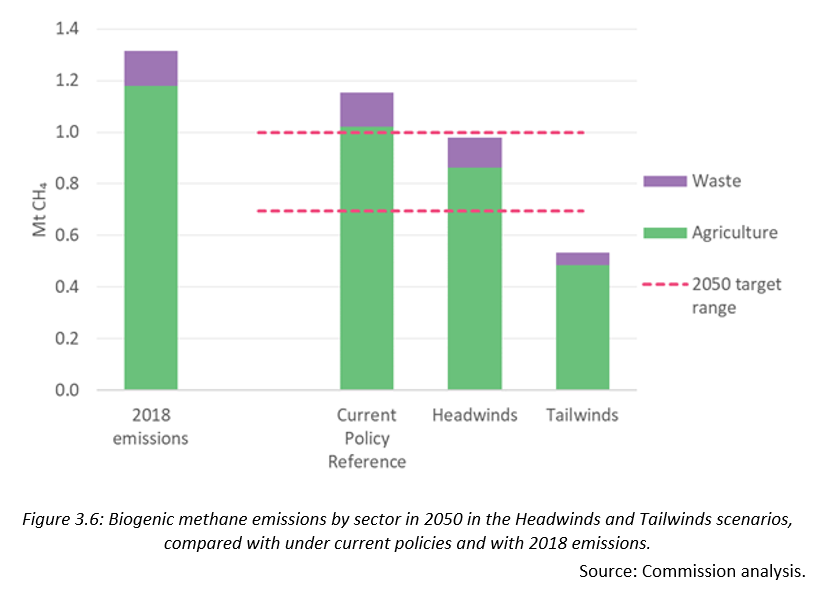 1.4
1.2
1.0
0.8
0.6
0.4
0.2
0.0
Mt CH₄
2018
emissions
Current
Policy
Reference
Headwinds
Tailwinds
Waste
Agriculture
2050 target
range
Figure 3.6: Biogenic methane emissions by sector in 2050 in the Headwinds and Tailwinds scenarios,
compared with under current policies and with 2018 emissions.
Source: Commission analysis.